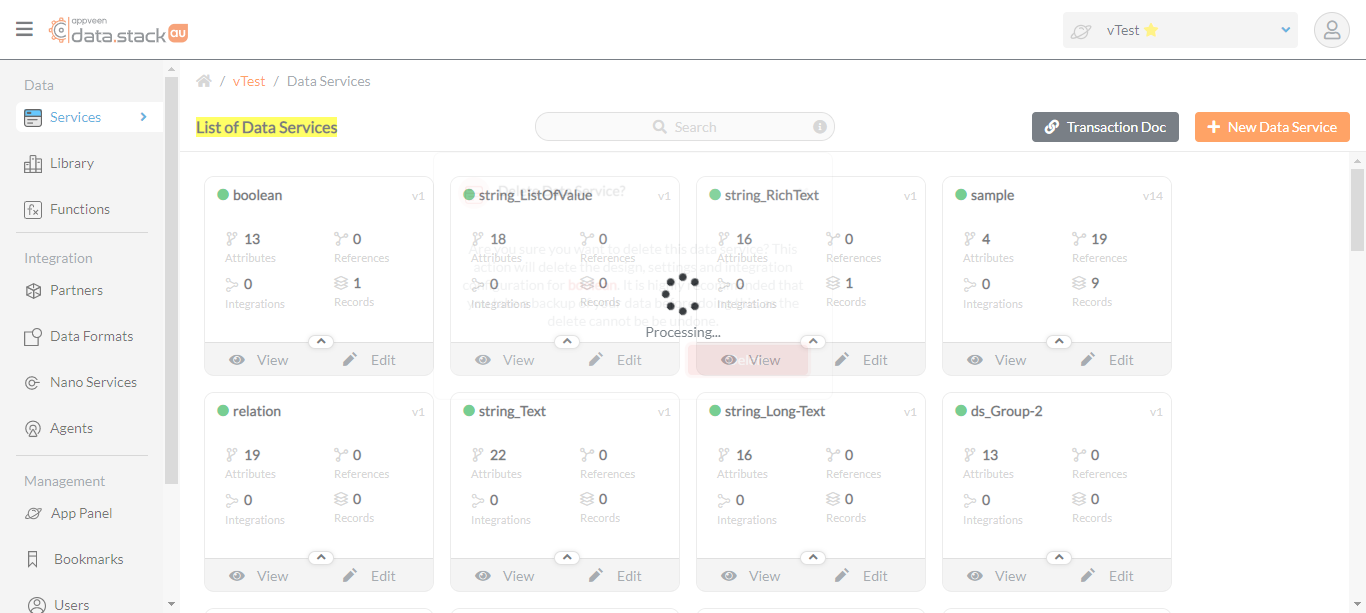 appveen
data.stack au
vTest ⭐
Data
Services
Library
Functions
Integration
Partners
Data Formats
Nano Services
Agents
Management
App Panel
Bookmarks
Users
/ vTest / Data Services
List of Data Services
Search
Transaction Doc
+ New Data Service
boolean v1
13 0
Attributes References
0 1
Integrations Records
View Edit
string_ListOfValue v1
18 0
Attributes References
0 0
Integrations Records
View Edit
string_RichText v1
16 0
Attributes References
0 1
Integrations Records
View Edit
sample v14
4 19
Attributes References
0 9
Integrations Records
View Edit
Delete Data Service?
Are you sure you want to delete this data service? This
action will delete the design, settings and integration
configuration for boolean. It is highly recommended that
backup data the
delete cannot be be undone.
Processing...
relation v1
19 0
Attributes References
0 0
Integrations Records
View Edit
string_Text v1
22 0
Attributes References
0 0
Integrations Records
View Edit
string_Long-Text v1
16 0
Attributes References
0 0
Integrations Records
View Edit
ds_Group-2 v1
13 0
Attributes References
0 0
Integrations Records
View Edit